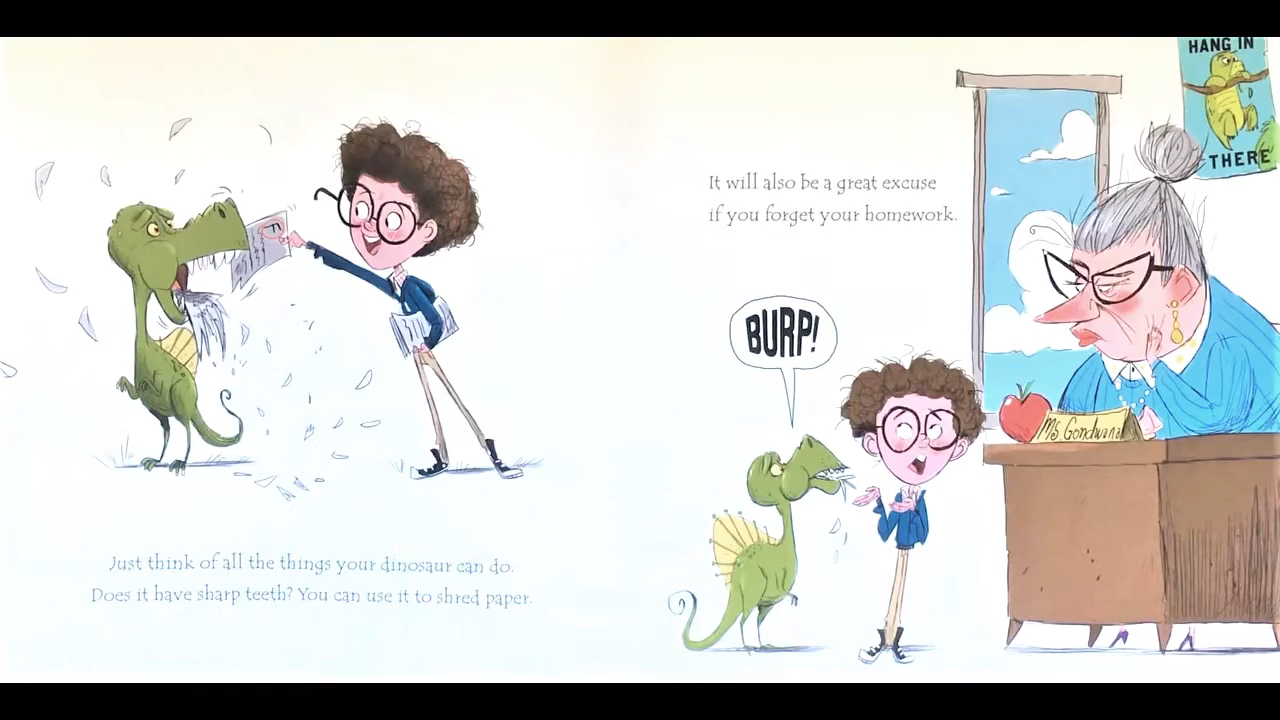 Just think of all the things your dinosaur can do.
Does it have sharp teeth? You can use it to shred paper.
It will also be a great excuse
if you forget your homework.
BURP!
HANG IN
THERE
Ms. Gondwana